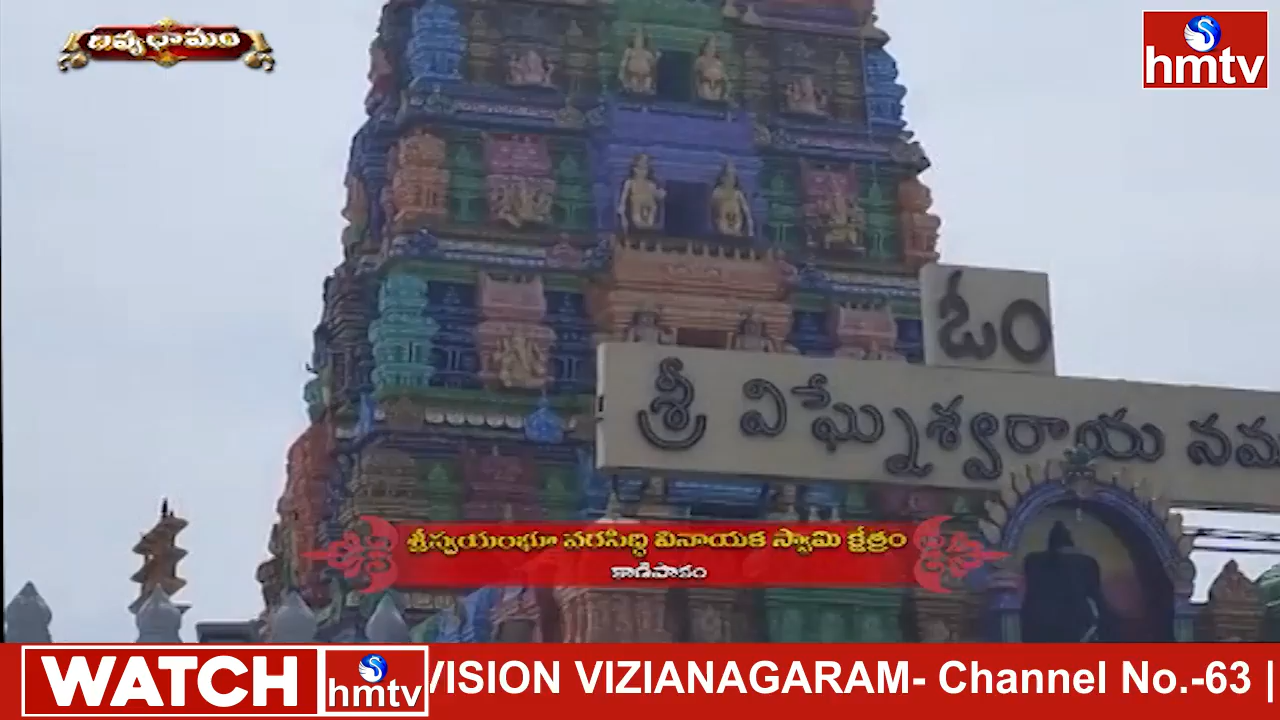 దివ్యధామం
hmtv
ఓం
శ్రీ విఘ్నేశ్వరాయ నమ
శ్రీస్వయంభూ వరసిద్ధి వినాయక స్వామి క్షేత్రం
కాణిపాకం
WATCH hmtv VISION VIZIANAGARAM- Channel No.-63 |